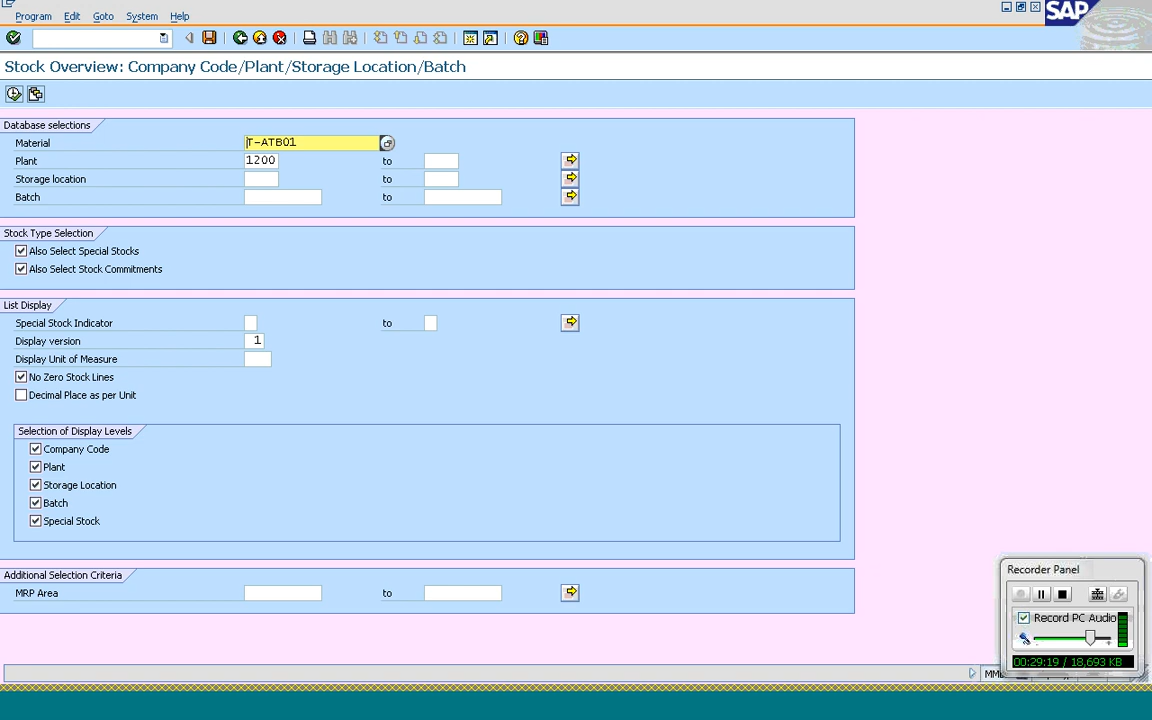 Program Edit Goto System Help
SAP
Stock Overview: Company Code/Plant/Storage Location/Batch
Database selections
Material T-ATB01
Plant 1200 to
Storage location to
Batch to
Stock Type Selection
Also Select Special Stocks
Also Select Stock Commitments
List Display
Special Stock Indicator to
Display version 1
Display Unit of Measure
No Zero Stock Lines
Decimal Place as per Unit
Selection of Display Levels
Company Code
Plant
Storage Location
Batch
Special Stock
Additional Selection Criteria
MRP Area to
Recorder Panel
Record PC Audio
00:29:19 / 18,693 KB